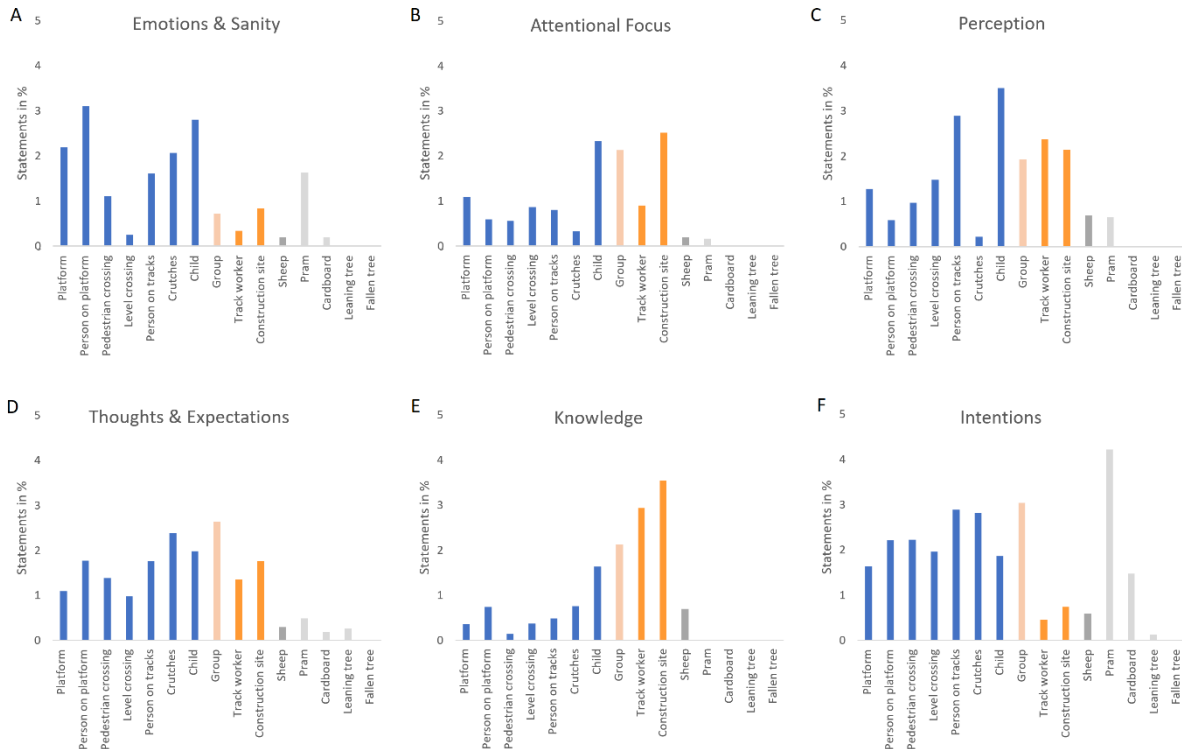 A
Emotions & Sanity
Statements in %
5
4
3
2
1
0
Platform
Person on platform
Pedestrian crossing
Level crossing
Person on tracks
Crutches
Child
Group
Track worker
Construction site
Sheep
Pram
Cardboard
Leaning tree
Fallen tree
B
Attentional Focus
Statements in %
5
4
3
2
1
0
Platform
Person on platform
Pedestrian crossing
Level crossing
Person on tracks
Crutches
Child
Group
Track worker
Construction site
Sheep
Pram
Cardboard
Leaning tree
Fallen tree
C
Perception
Statements in %
5
4
3
2
1
0
Platform
Person on platform
Pedestrian crossing
Level crossing
Person on tracks
Crutches
Child
Group
Track worker
Construction site
Sheep
Pram
Cardboard
Leaning tree
Fallen tree
D
Thoughts & Expectations
Statements in %
5
4
3
2
1
0
Platform
Person on platform
Pedestrian crossing
Level crossing
Person on tracks
Crutches
Child
Group
Track worker
Construction site
Sheep
Pram
Cardboard
Leaning tree
Fallen tree
E
Knowledge
Statements in %
5
4
3
2
1
0
Platform
Person on platform
Pedestrian crossing
Level crossing
Person on tracks
Crutches
Child
Group
Track worker
Construction site
Sheep
Pram
Cardboard
Leaning tree
Fallen tree
F
Intentions
Statements in %
5
4
3
2
1
0
Platform
Person on platform
Pedestrian crossing
Level crossing
Person on tracks
Crutches
Child
Group
Track worker
Construction site
Sheep
Pram
Cardboard
Leaning tree
Fallen tree